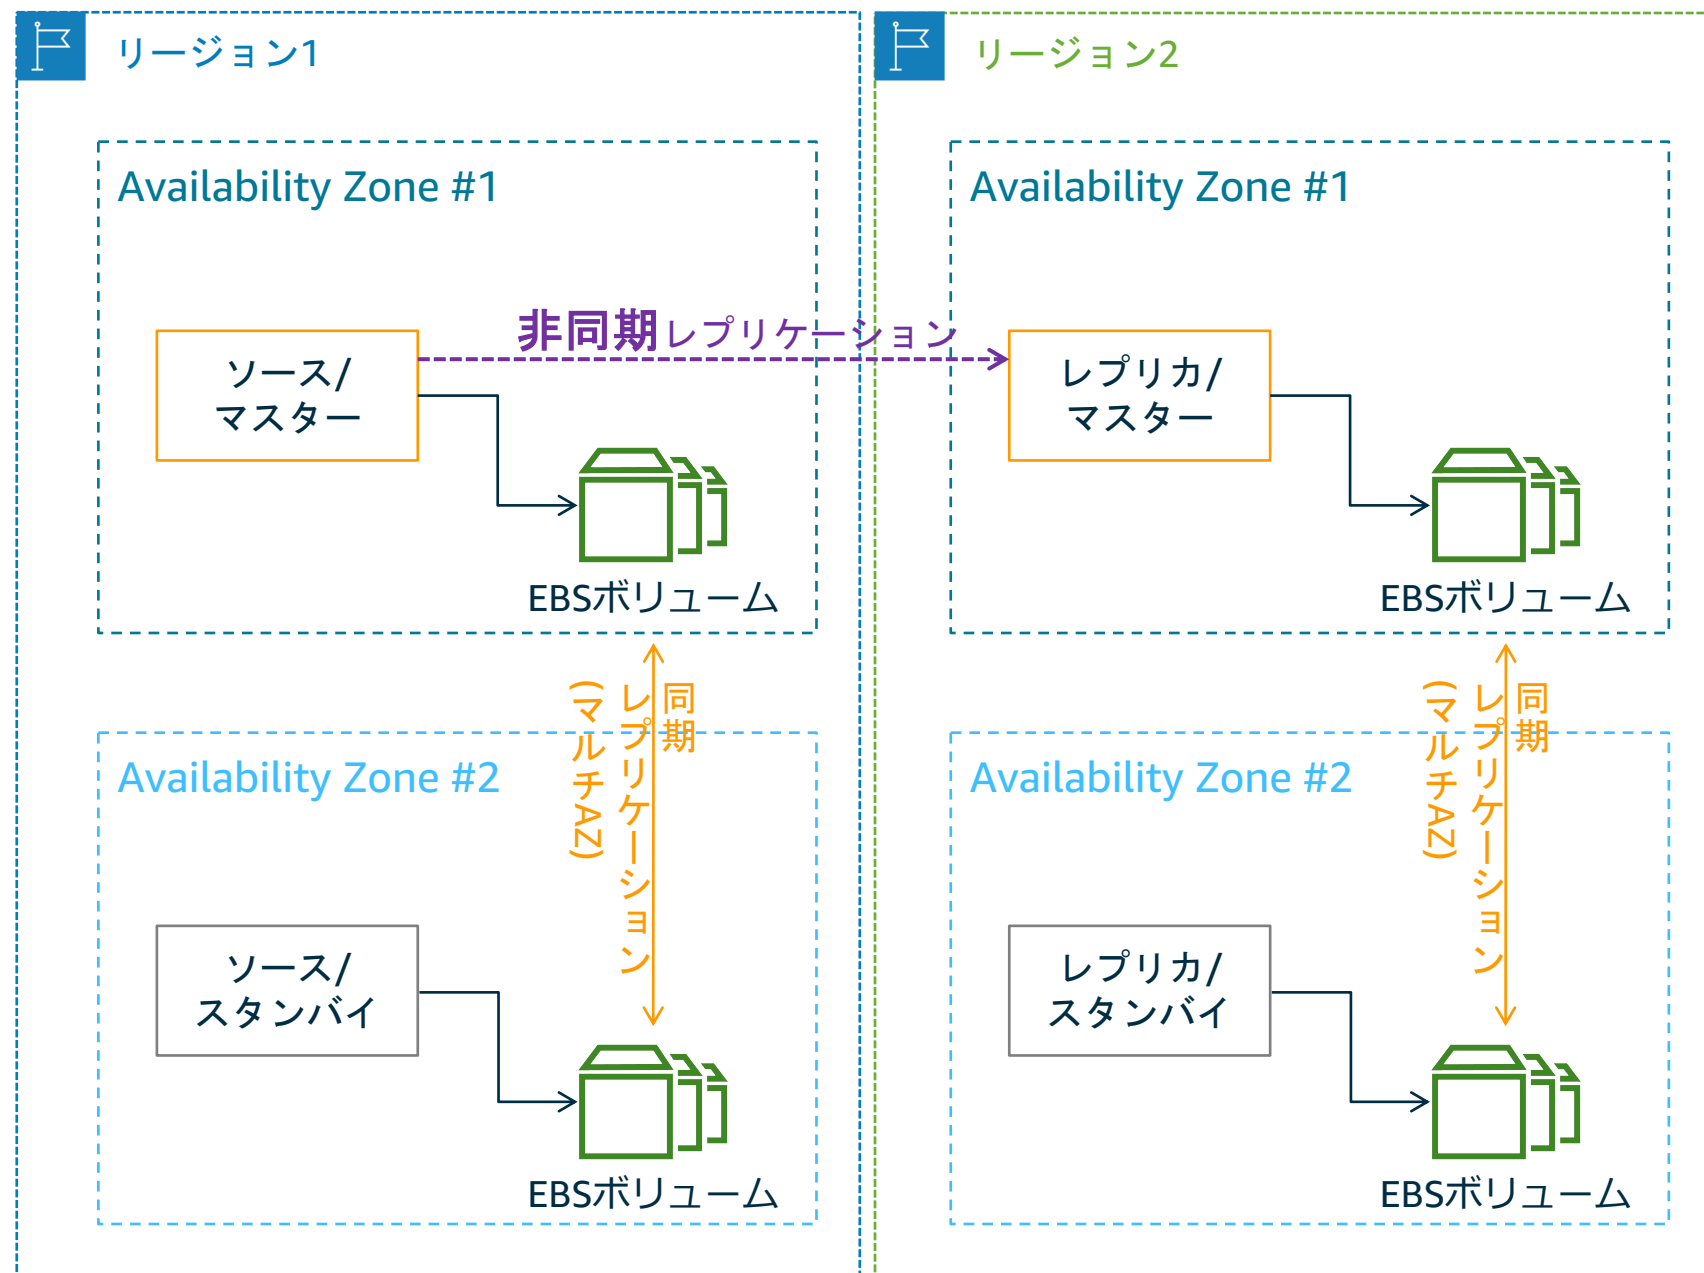 リージョン1
Availability Zone #1
ソース/
マスター
EBSボリューム
非同期レプリケーション
同期
レプリケーション
(マルチAZ)
Availability Zone #2
ソース/
スタンバイ
EBSボリューム
リージョン2
Availability Zone #1
レプリカ/
マスター
EBSボリューム
同期
レプリケーション
(マルチAZ)
Availability Zone #2
レプリカ/
スタンバイ
EBSボリューム